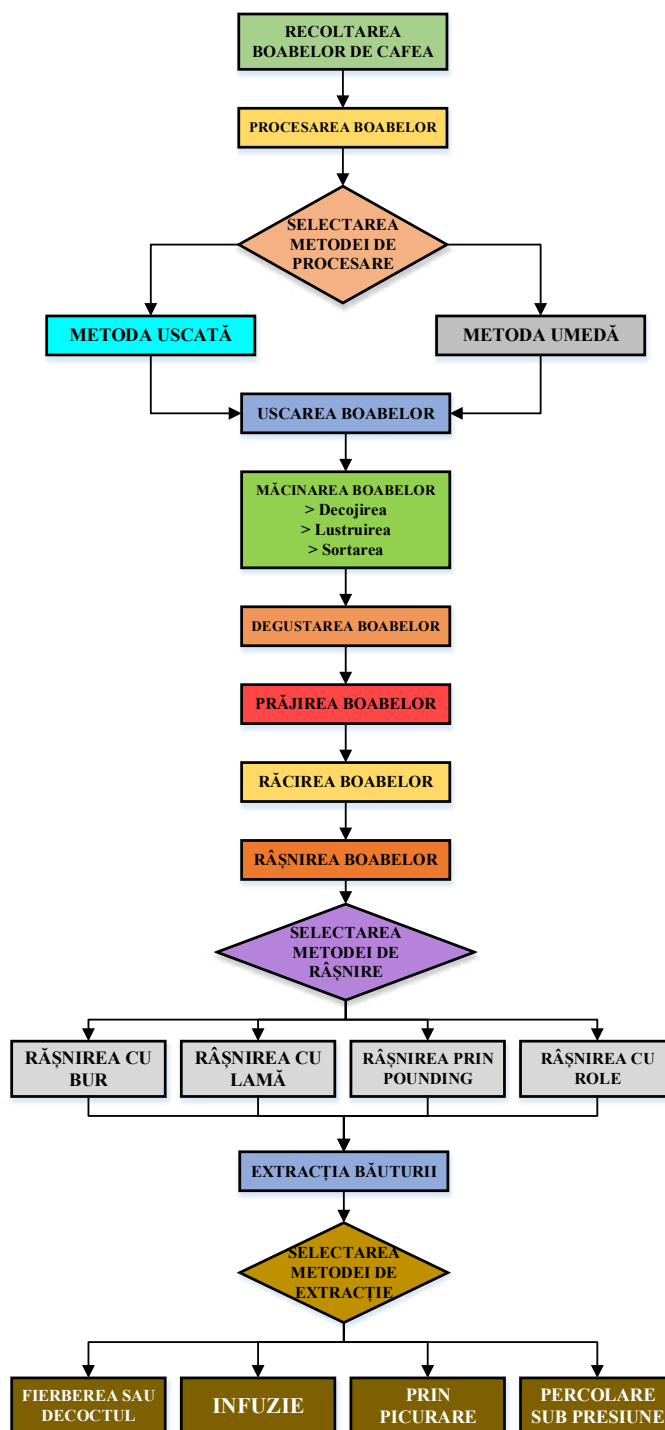 RECOLTAREA
BOABELOR DE CAFEA
PROCESAREA BOABELOR
SELECTAREA
METODEI DE
PROCESARE
METODA USCATĂ
METODA UMEDĂ
USCAREA BOABELOR
MĂCINAREA BOABELOR
> Decojirea
> Lustruirea
> Sortarea
DEGUSTAREA BOABELOR
PRĂJIREA BOABELOR
RĂCIREA BOABELOR
RÂȘNIREA BOABELOR
SELECTAREA
METODEI DE
RÂȘNIRE
RĂȘNIREA CU
BUR
RÂȘNIREA CU
LAMĂ
RÂȘNIREA PRIN
POUNDING
RÂȘNIREA CU
ROLE
EXTRACȚIA BĂUTURII
SELECTAREA
METODEI DE
EXTRACȚIE
FIERBEREA SAU
DECOCTUL
INFUZIE
PRIN
PICURARE
PERCOLARE
SUB PRESIUNE